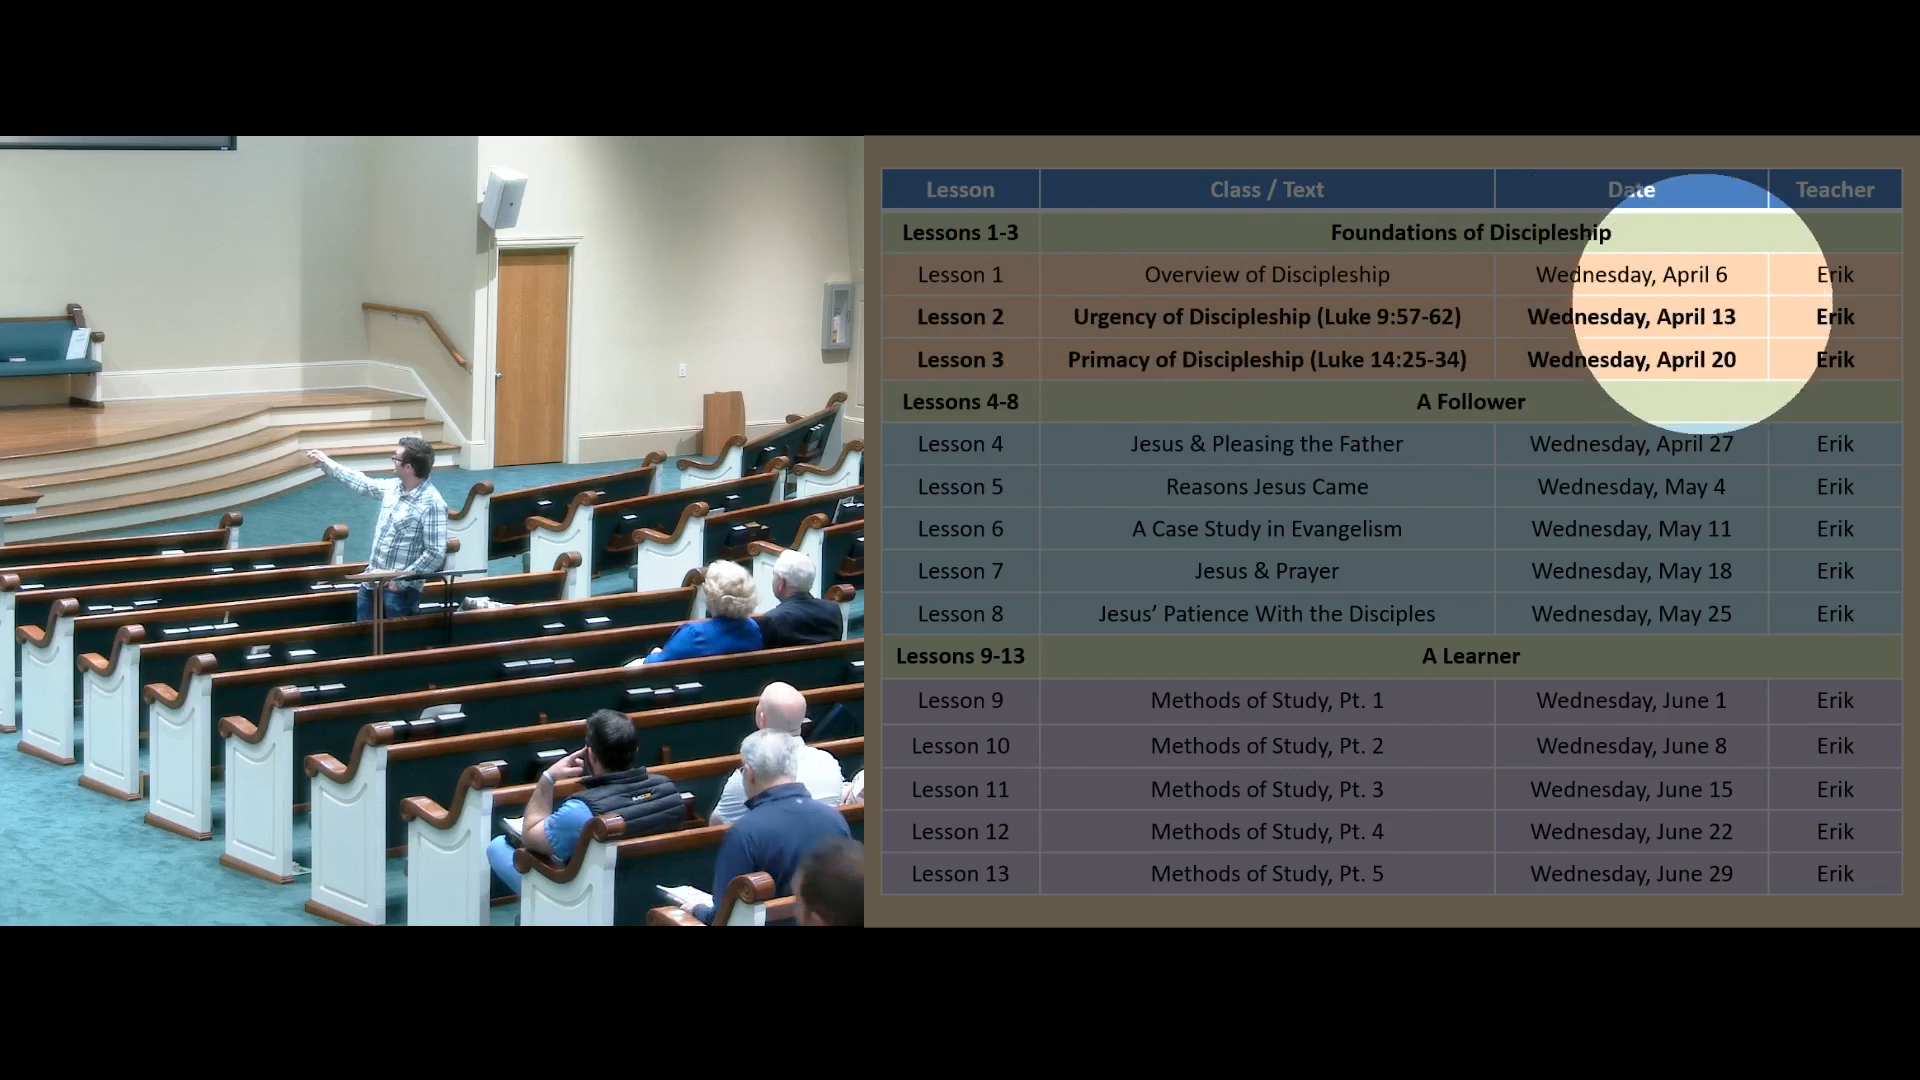 Lesson Class / Text Date Teacher
Lessons 1-3 Foundations of Discipleship
Lesson 1 Overview of Discipleship Wednesday, April 6 Erik
Lesson 2 Urgency of Discipleship (Luke 9:57-62) Wednesday, April 13 Erik
Lesson 3 Primacy of Discipleship (Luke 14:25-34) Wednesday, April 20 Erik
Lessons 4-8 A Follower
Lesson 4 Jesus & Pleasing the Father Wednesday, April 27 Erik
Lesson 5 Reasons Jesus Came Wednesday, May 4 Erik
Lesson 6 A Case Study in Evangelism Wednesday, May 11 Erik
Lesson 7 Jesus & Prayer Wednesday, May 18 Erik
Lesson 8 Jesus’ Patience With the Disciples Wednesday, May 25 Erik
Lessons 9-13 A Learner
Lesson 9 Methods of Study, Pt. 1 Wednesday, June 1 Erik
Lesson 10 Methods of Study, Pt. 2 Wednesday, June 8 Erik
Lesson 11 Methods of Study, Pt. 3 Wednesday, June 15 Erik
Lesson 12 Methods of Study, Pt. 4 Wednesday, June 22 Erik
Lesson 13 Methods of Study, Pt. 5 Wednesday, June 29 Erik